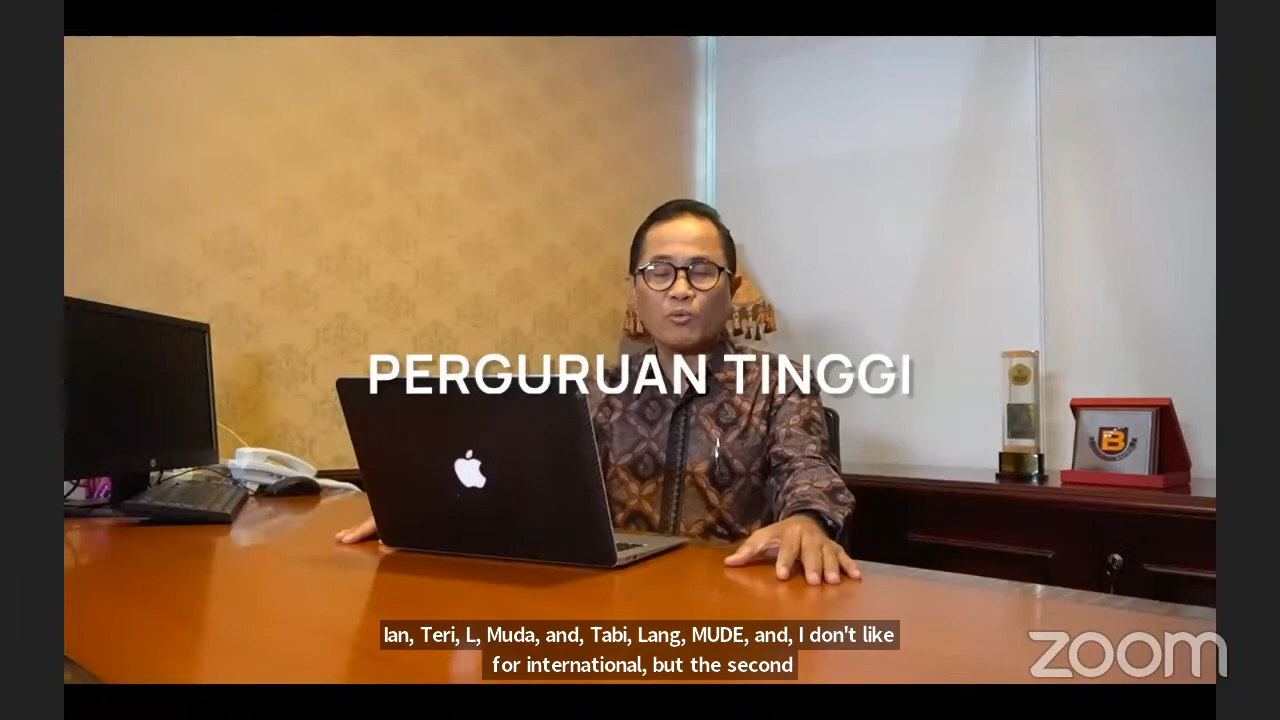 PERGURUAN TINGGI
Ian, Teri, L, Muda, and, Tabi, Lang, MUDE, and, I don't like
for international, but the second
zoom